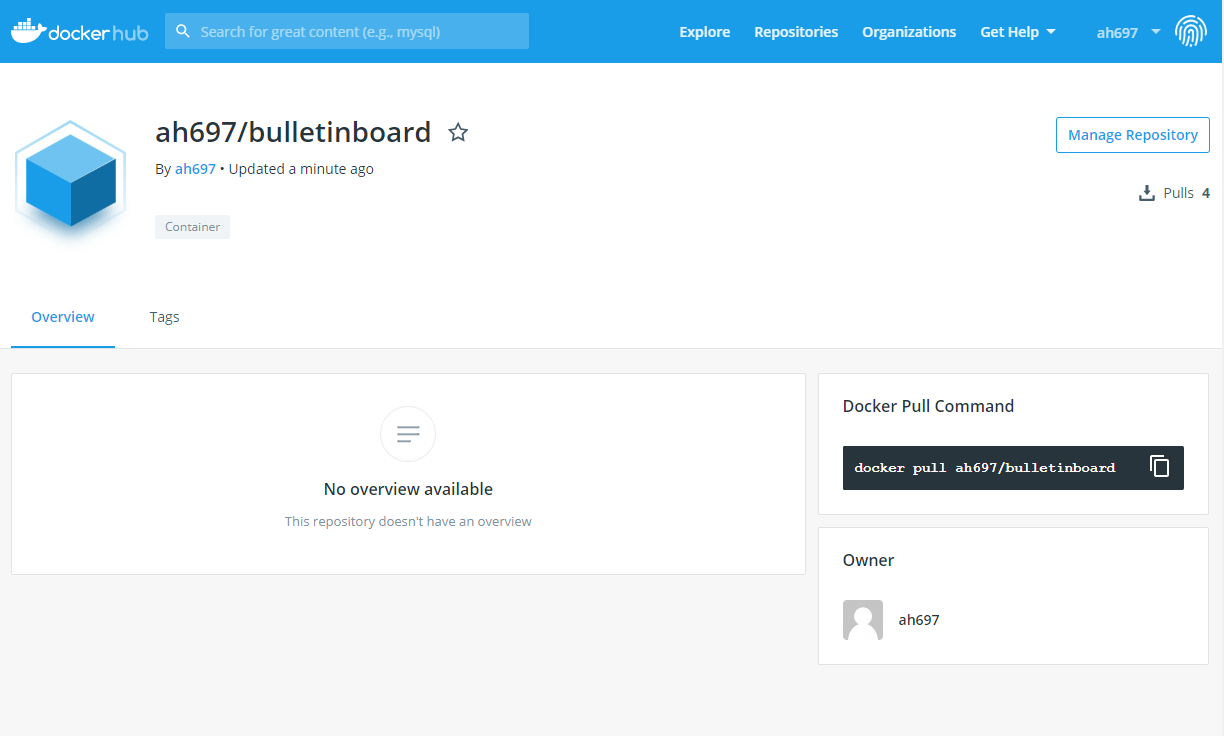 docker hub
Search for great content (e.g., mysql)
Explore
Repositories
Organizations
Get Help
ah697
ah697/bulletinboard
By ah697 • Updated a minute ago
Container
Manage Repository
Pulls 4
Overview
Tags
No overview available
This repository doesn't have an overview
Docker Pull Command
docker pull ah697/bulletinboard
Owner
ah697